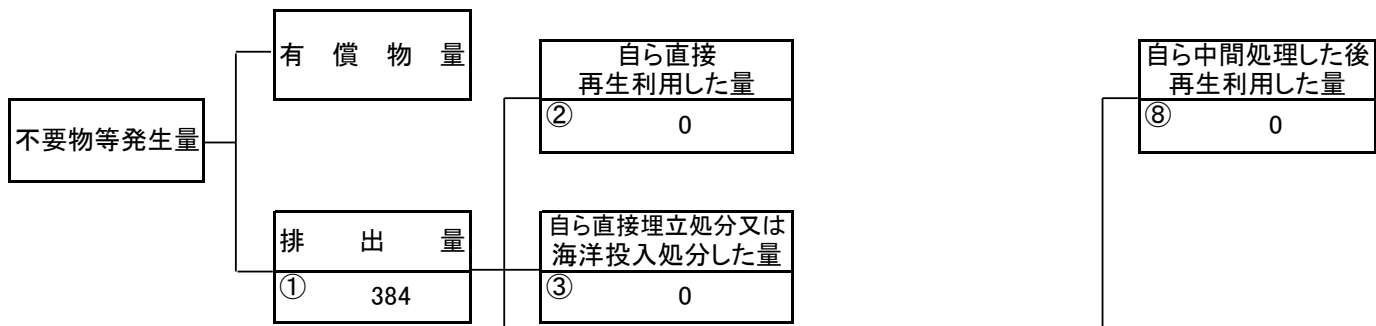 有償物量
自ら直接
再生利用した量
② 0
自ら中間処理した後
再生利用した量
⑧ 0
不要物等発生量
排出量
① 384
自ら直接埋立処分又は
海洋投入処分した量
③ 0